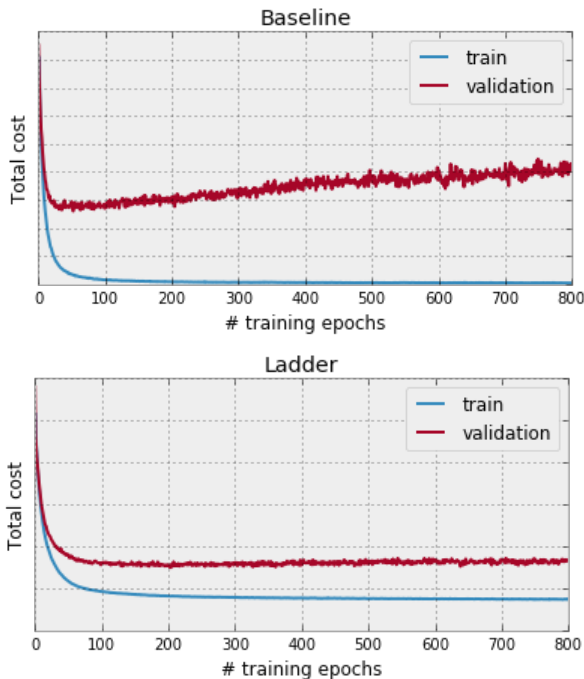 Baseline
train
validation
Total cost
0 100 200 300 400 500 600 700 800
# training epochs
Ladder
train
validation
Total cost
0 100 200 300 400 500 600 700 800
# training epochs